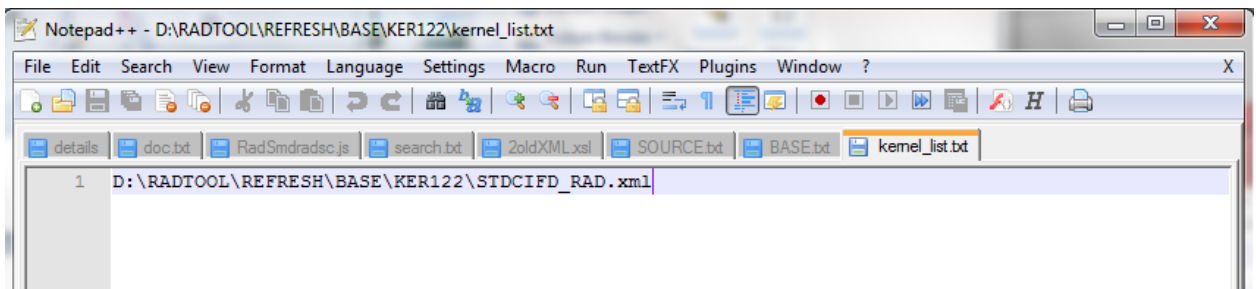 Notepad++ - D:\RADTOOL\REFRESH\BASE\KER122\kernel_list.txt
File Edit Search View Format Language Settings Macro Run TextFX Plugins Window ? X
details doc.txt RadSmdradsc.js search.txt 2oldXML.xsl SOURCE.txt BASE.txt kernel_list.txt
1 D:\RADTOOL\REFRESH\BASE\KER122\STDCIFD_RAD.xml